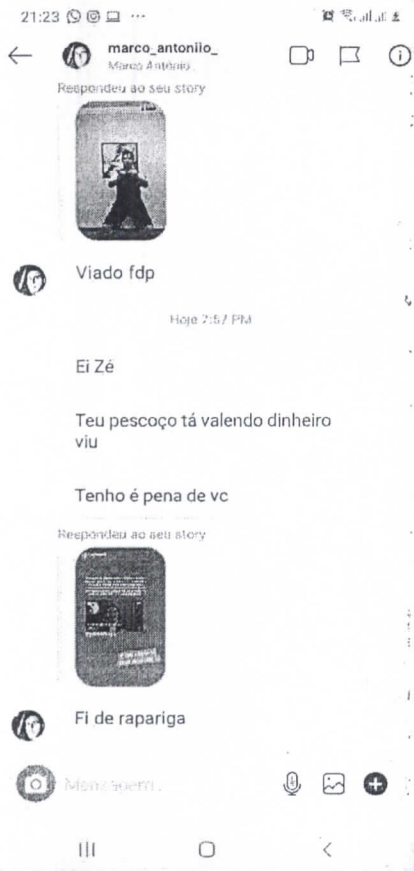 21:23
marco_antoniio_
Marco Antônio
Respondeu ao seu story
Viado fdp
Hoje 7:57 PM
Ei Zé
Teu pescoço tá valendo dinheiro
viu
Tenho é pena de vc
Respondeu ao seu story
Fi de rapariga
Mensagem...